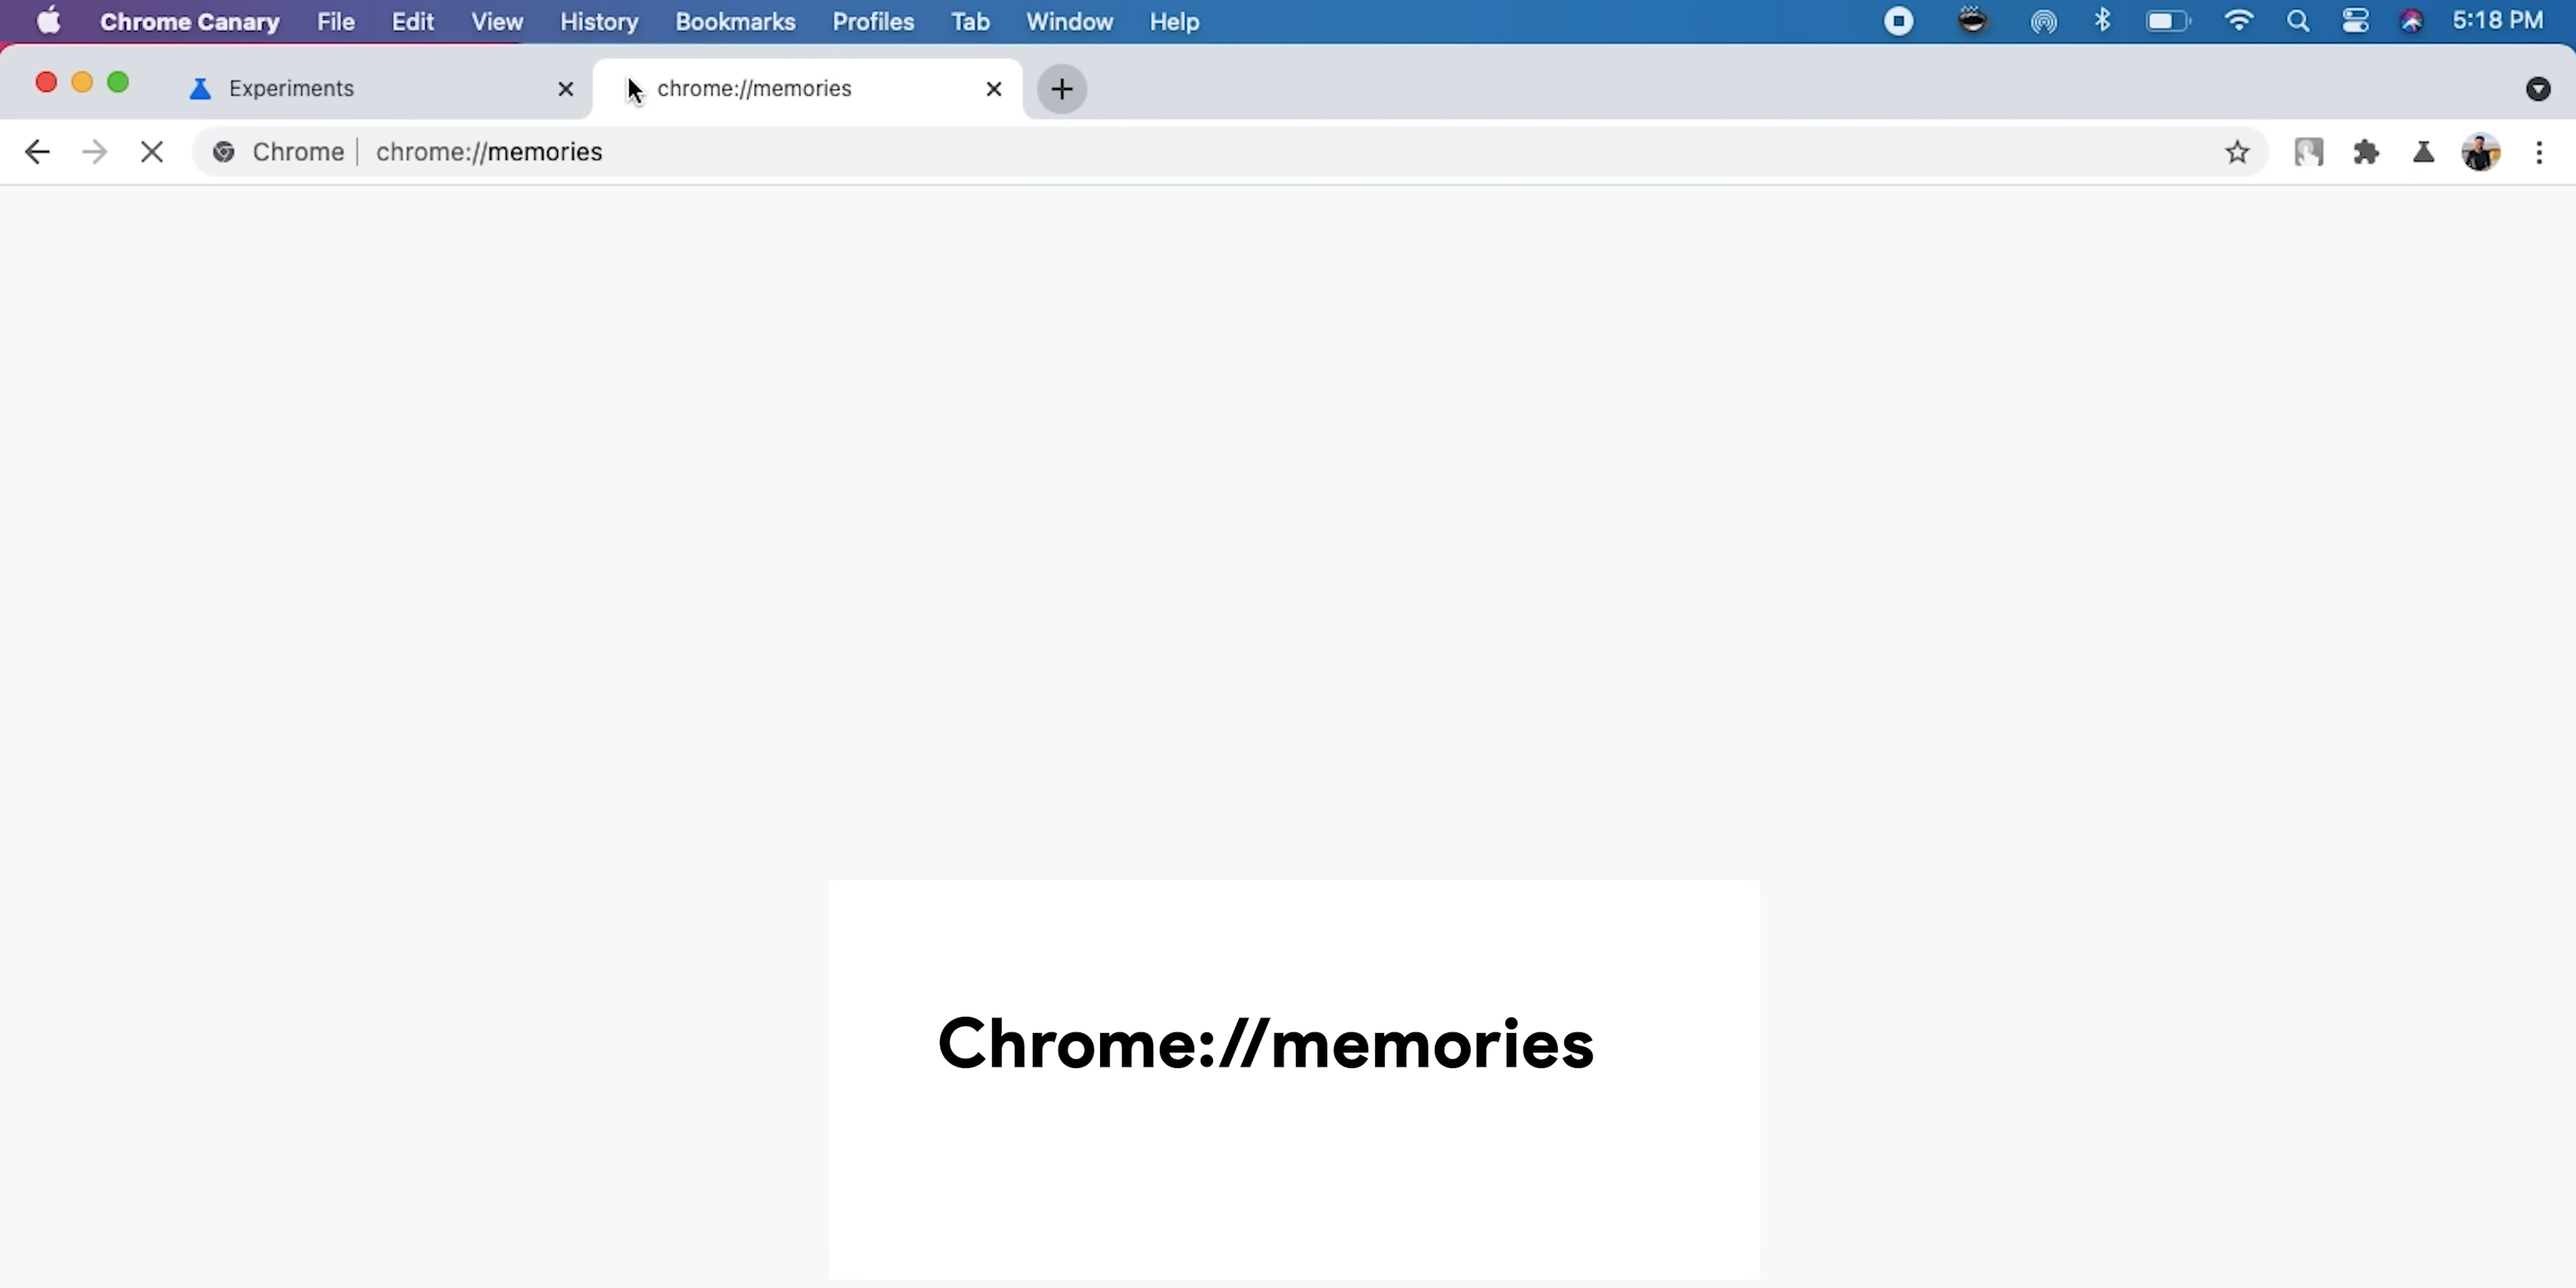 Chrome Canary File Edit View History Bookmarks Profiles Tab Window Help 5:18 PM
Experiments chrome://memories
Chrome chrome://memories
Chrome://memories